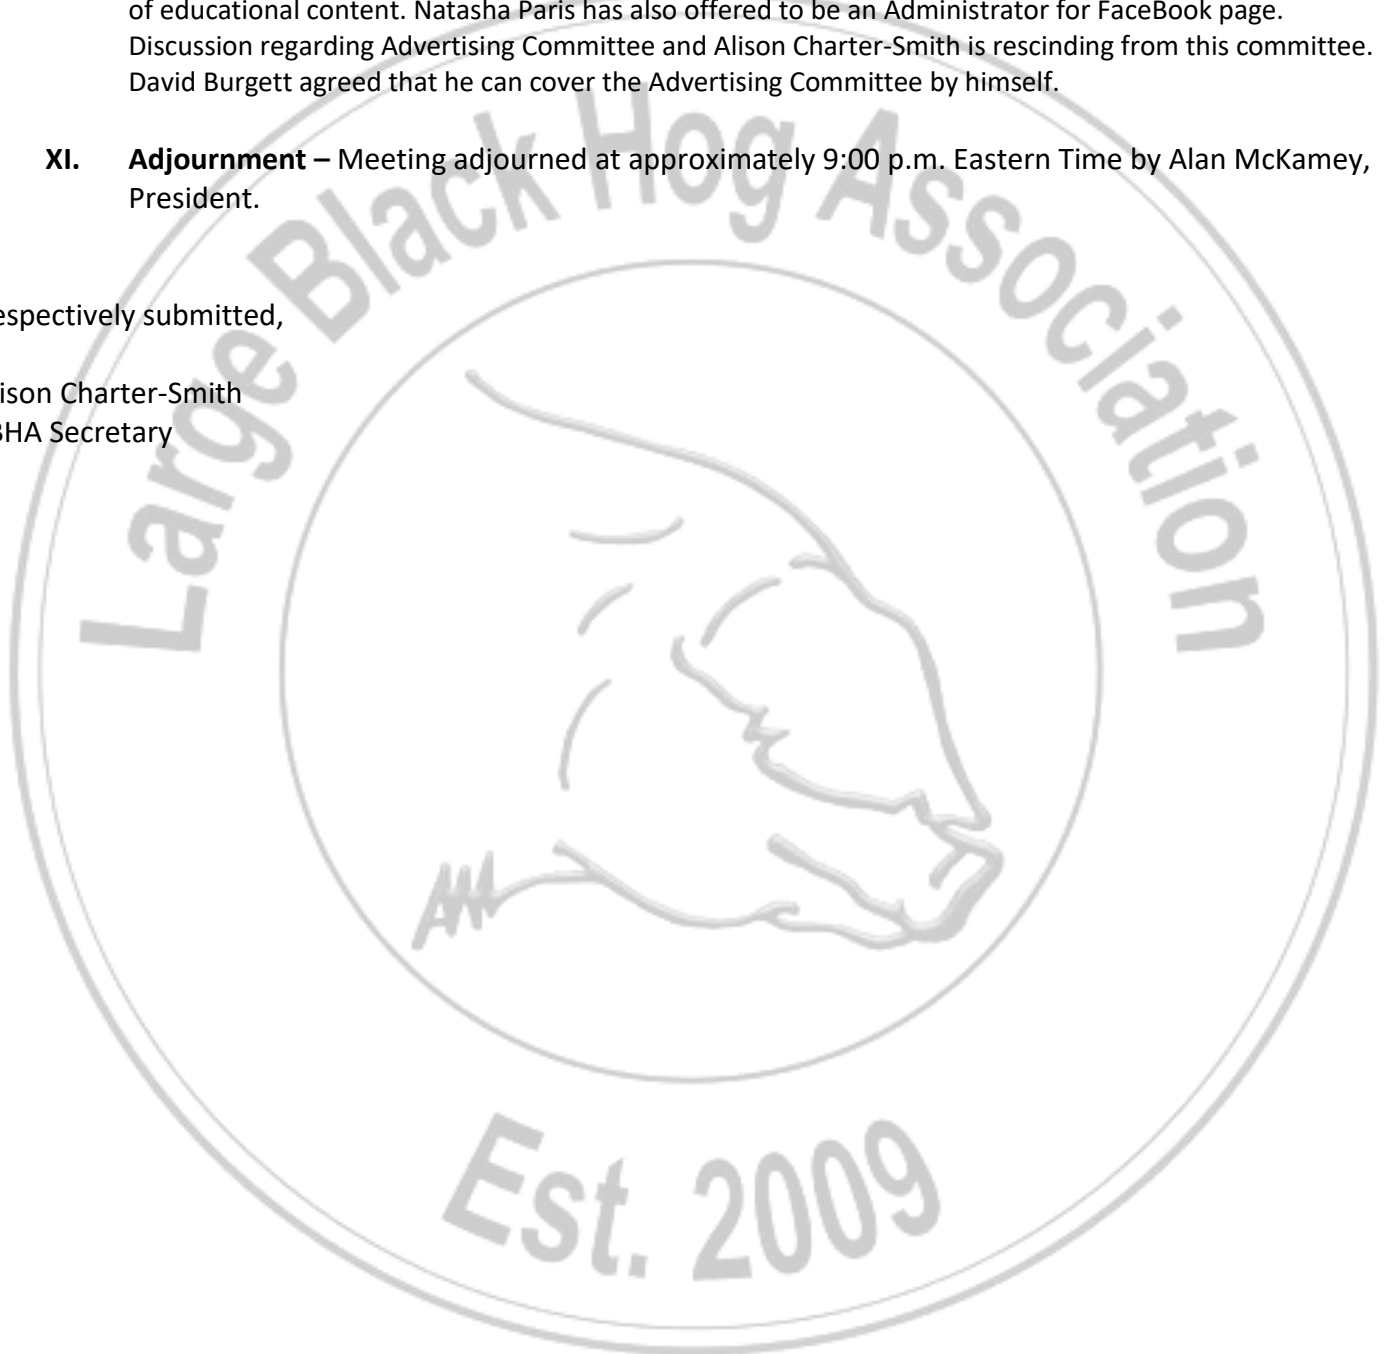 of educational content. Natasha Paris has also offered to be an Administrator for FaceBook page.
Discussion regarding Advertising Committee and Alison Charter-Smith is rescinding from this committee.
David Burgett agreed that he can cover the Advertising Committee by himself.
XI. Adjournment – Meeting adjourned at approximately 9:00 p.m. Eastern Time by Alan McKamey,
President.
espectively submitted,
ison Charter-Smith
BHA Secretary
Large Black Hog Association
Est. 2009